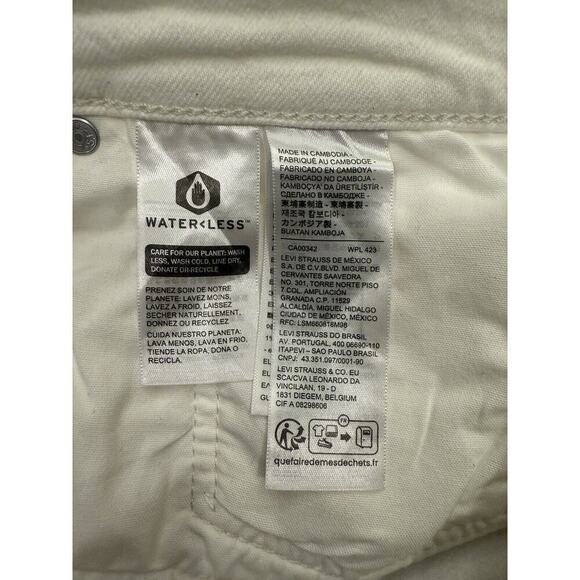 WATER<LESS™
CARE FOR OUR PLANET: WASH
LESS, WASH COLD, LINE DRY,
DONATE OR RECYCLE
PRENEZ SOIN DE NOTRE
PLANÈTE: LAVEZ MOINS,
LAVEZ A FROID, LAISSEZ
SECHER NATURELLEMENT,
DONNEZ OU RECYCLEZ
CUIDA NUESTRO PLANETA:
LAVA MENOS, LAVA EN FRIO,
TIENDE LA ROPA, DONA O
RECICLA.
MADE IN CAMBODIA -
FABRIQUÉ AU CAMBODGE -
FABRICADO EN CAMBOYA -
FABRICADO NO CAMBOJA -
KAMBOÇYA'DA ÜRETİLİŞTİR -
СДЕЛАНО В КАМБОДЖЕ -
柬埔寨制造 - 柬埔寨製造 -
제조국 캄보디아 -
カンボジア製 -
BUATAN KAMBOJA
CA00342 WPL 423
LEVI STRAUSS DE MÉXICO
S.A. DE C.V.BLVD. MIGUEL DE
CERVANTES SAAVEDRA
NO. 301, TORRE NORTE PISO
7 COL. AMPLIACIÓN
GRANADA C.P. 11529
ALCALDÍA, MIGUEL HIDALGO
CIUDAD DE MÉXICO, MÉXICO
RFC: LSM660818M98
LEVI STRAUSS DO BRASIL
AV. PORTUGAL, 400 06690-110
ITAPEVI – SAO PAULO BRASIL
CNPJ: 43.351.097/0001-90
LEVI STRAUSS & CO. EU
SCA/CVA LEONARDO DA
VINCILAAN, 19 - D
1831 DIEGEM, BELGIUM
CIF A 08298606
FR
quefairedemesdechets.fr